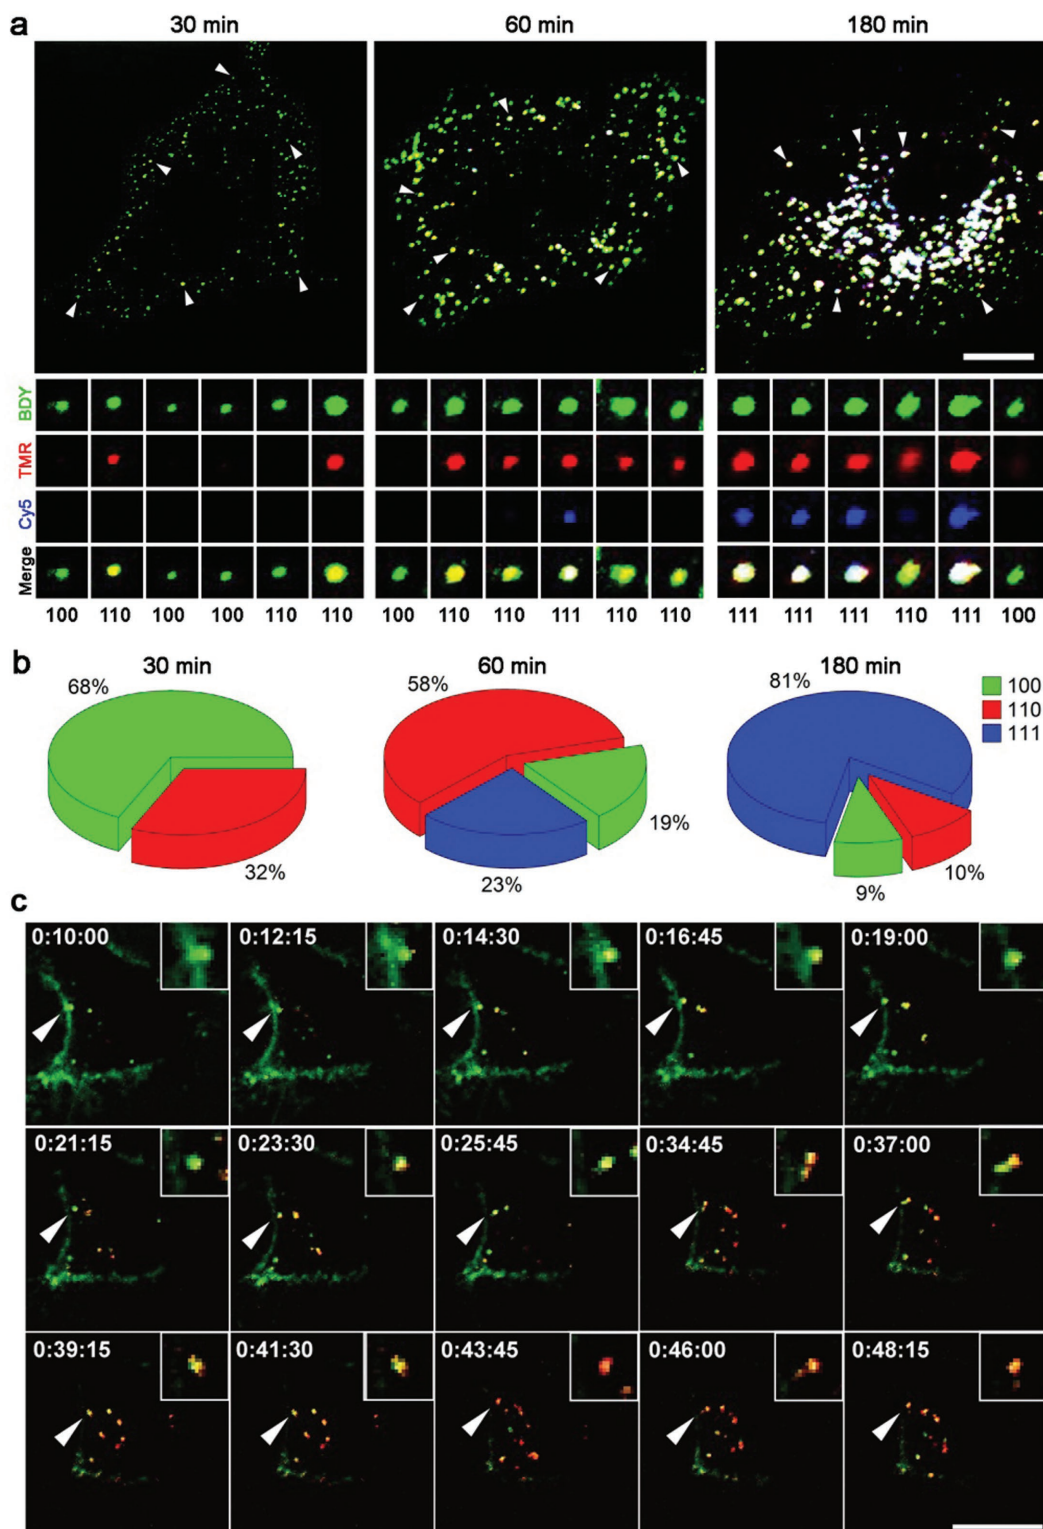 a
30 min 60 min 180 min
BDY
TMR
Cy5
Merge
100 110 100 100 110 110 100 110 110 111 110 110 111 111 111 110 111 100
b
30 min 60 min 180 min
68% 58% 81%
100
110
111
32% 23% 19% 9% 10%
c
0:10:00 0:12:15 0:14:30 0:16:45 0:19:00
0:21:15 0:23:30 0:25:45 0:34:45 0:37:00
0:39:15 0:41:30 0:43:45 0:46:00 0:48:15